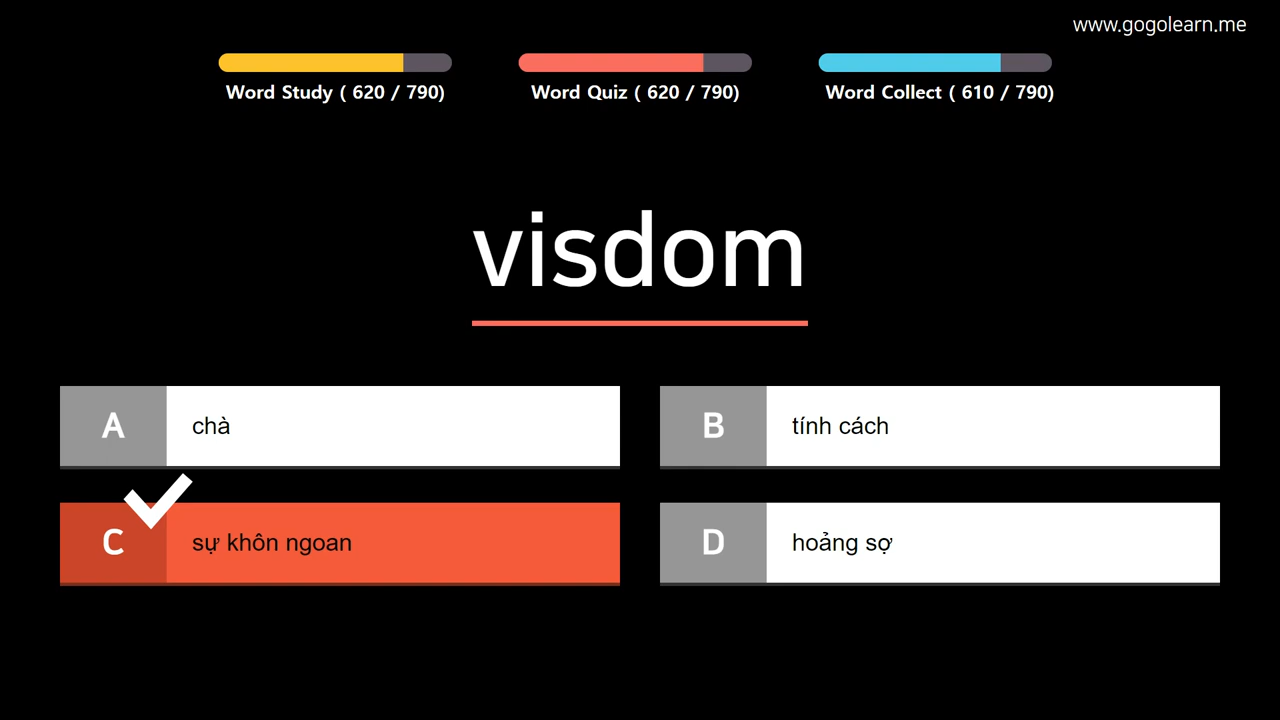 www.gogolearn.me
Word Study ( 620 / 790)
Word Quiz ( 620 / 790)
Word Collect ( 610 / 790)
visdom
A chà
B tính cách
C sự khôn ngoan
D hoảng sợ